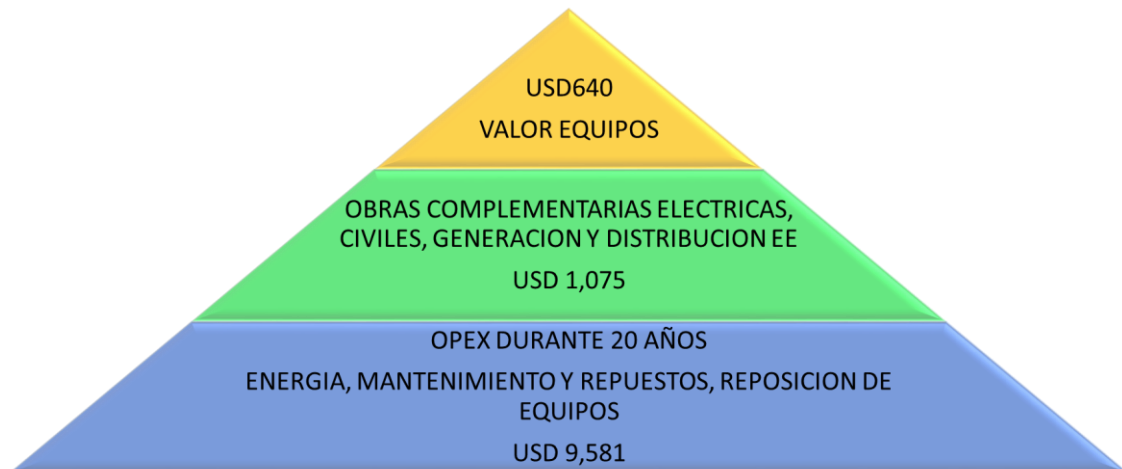 USD640
VALOR EQUIPOS
OBRAS COMPLEMENTARIAS ELECTRICAS,
CIVILES, GENERACION Y DISTRIBUCION EE
USD 1,075
OPEX DURANTE 20 AÑOS
ENERGIA, MANTENIMIENTO Y REPUESTOS, REPOSICION DE
EQUIPOS
USD 9,581